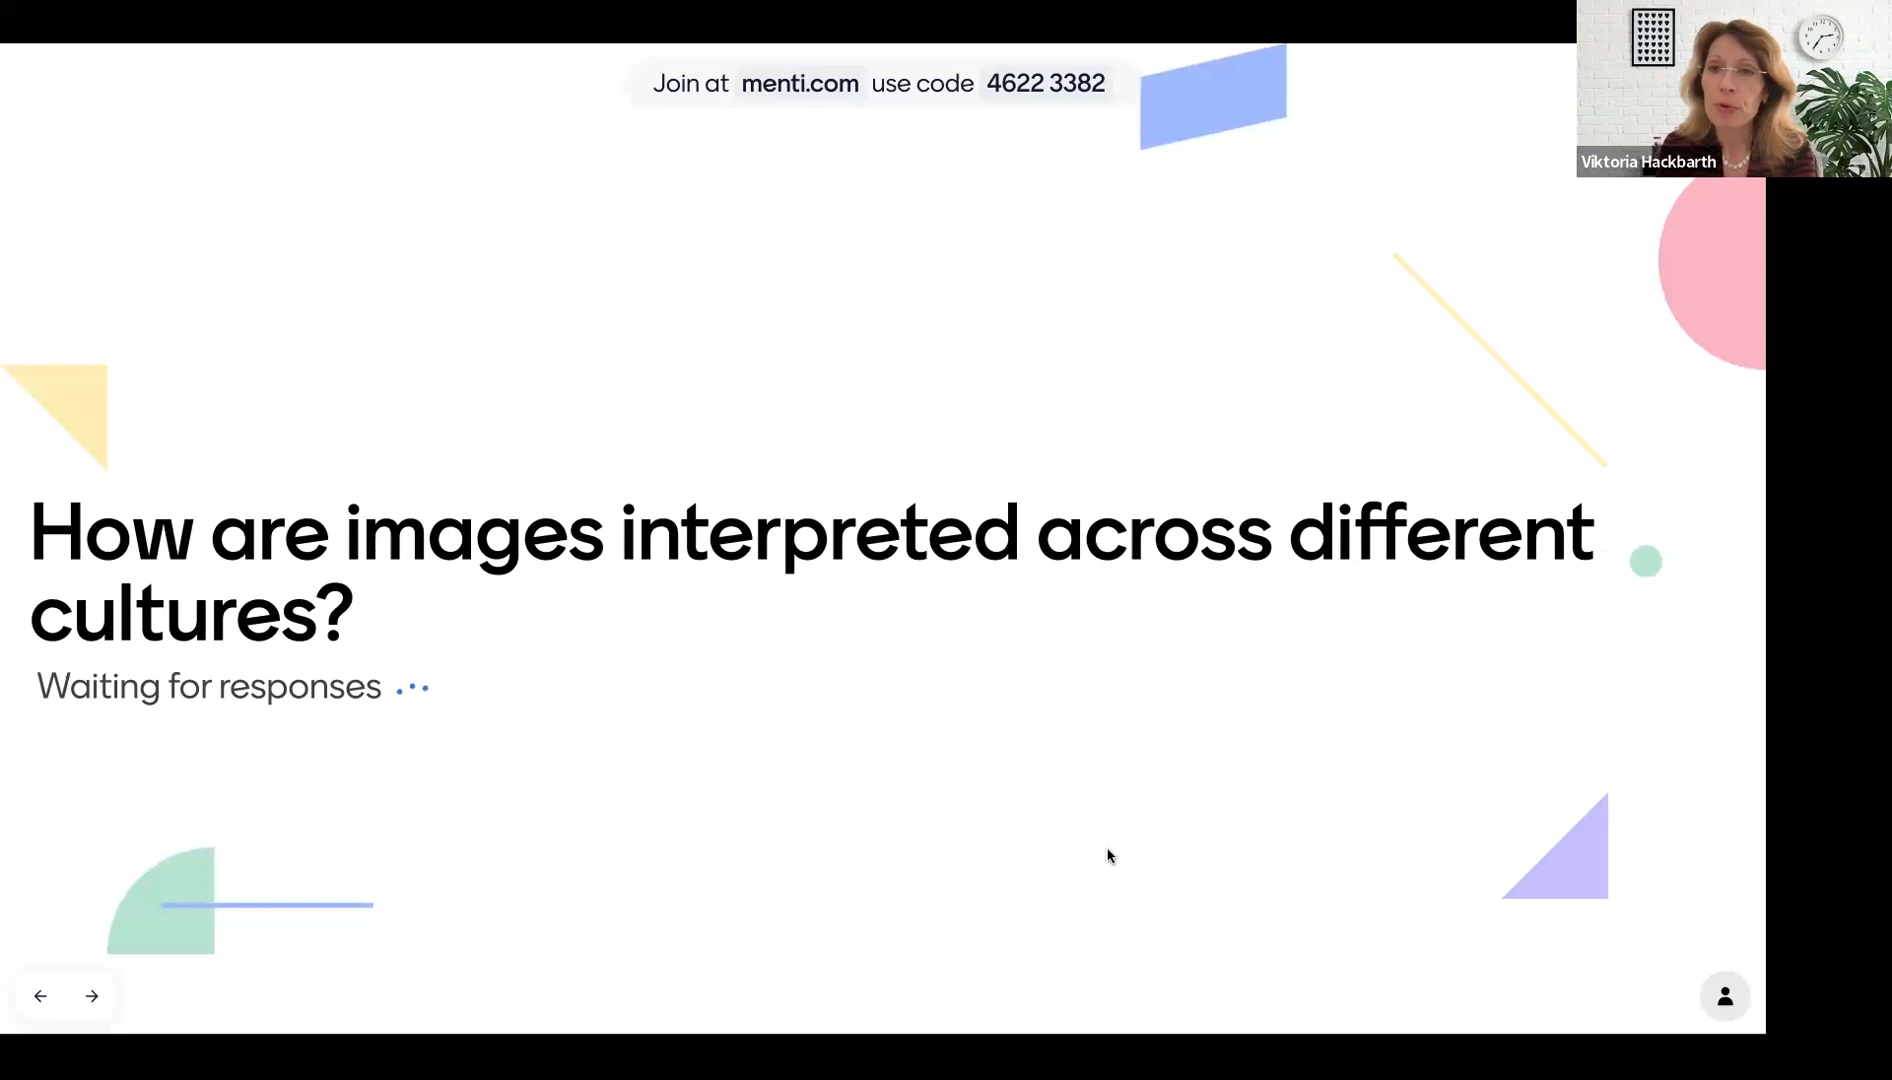 Join at menti.com use code 4622 3382
Viktoria Hackbarth
How are images interpreted across different
cultures?
Waiting for responses